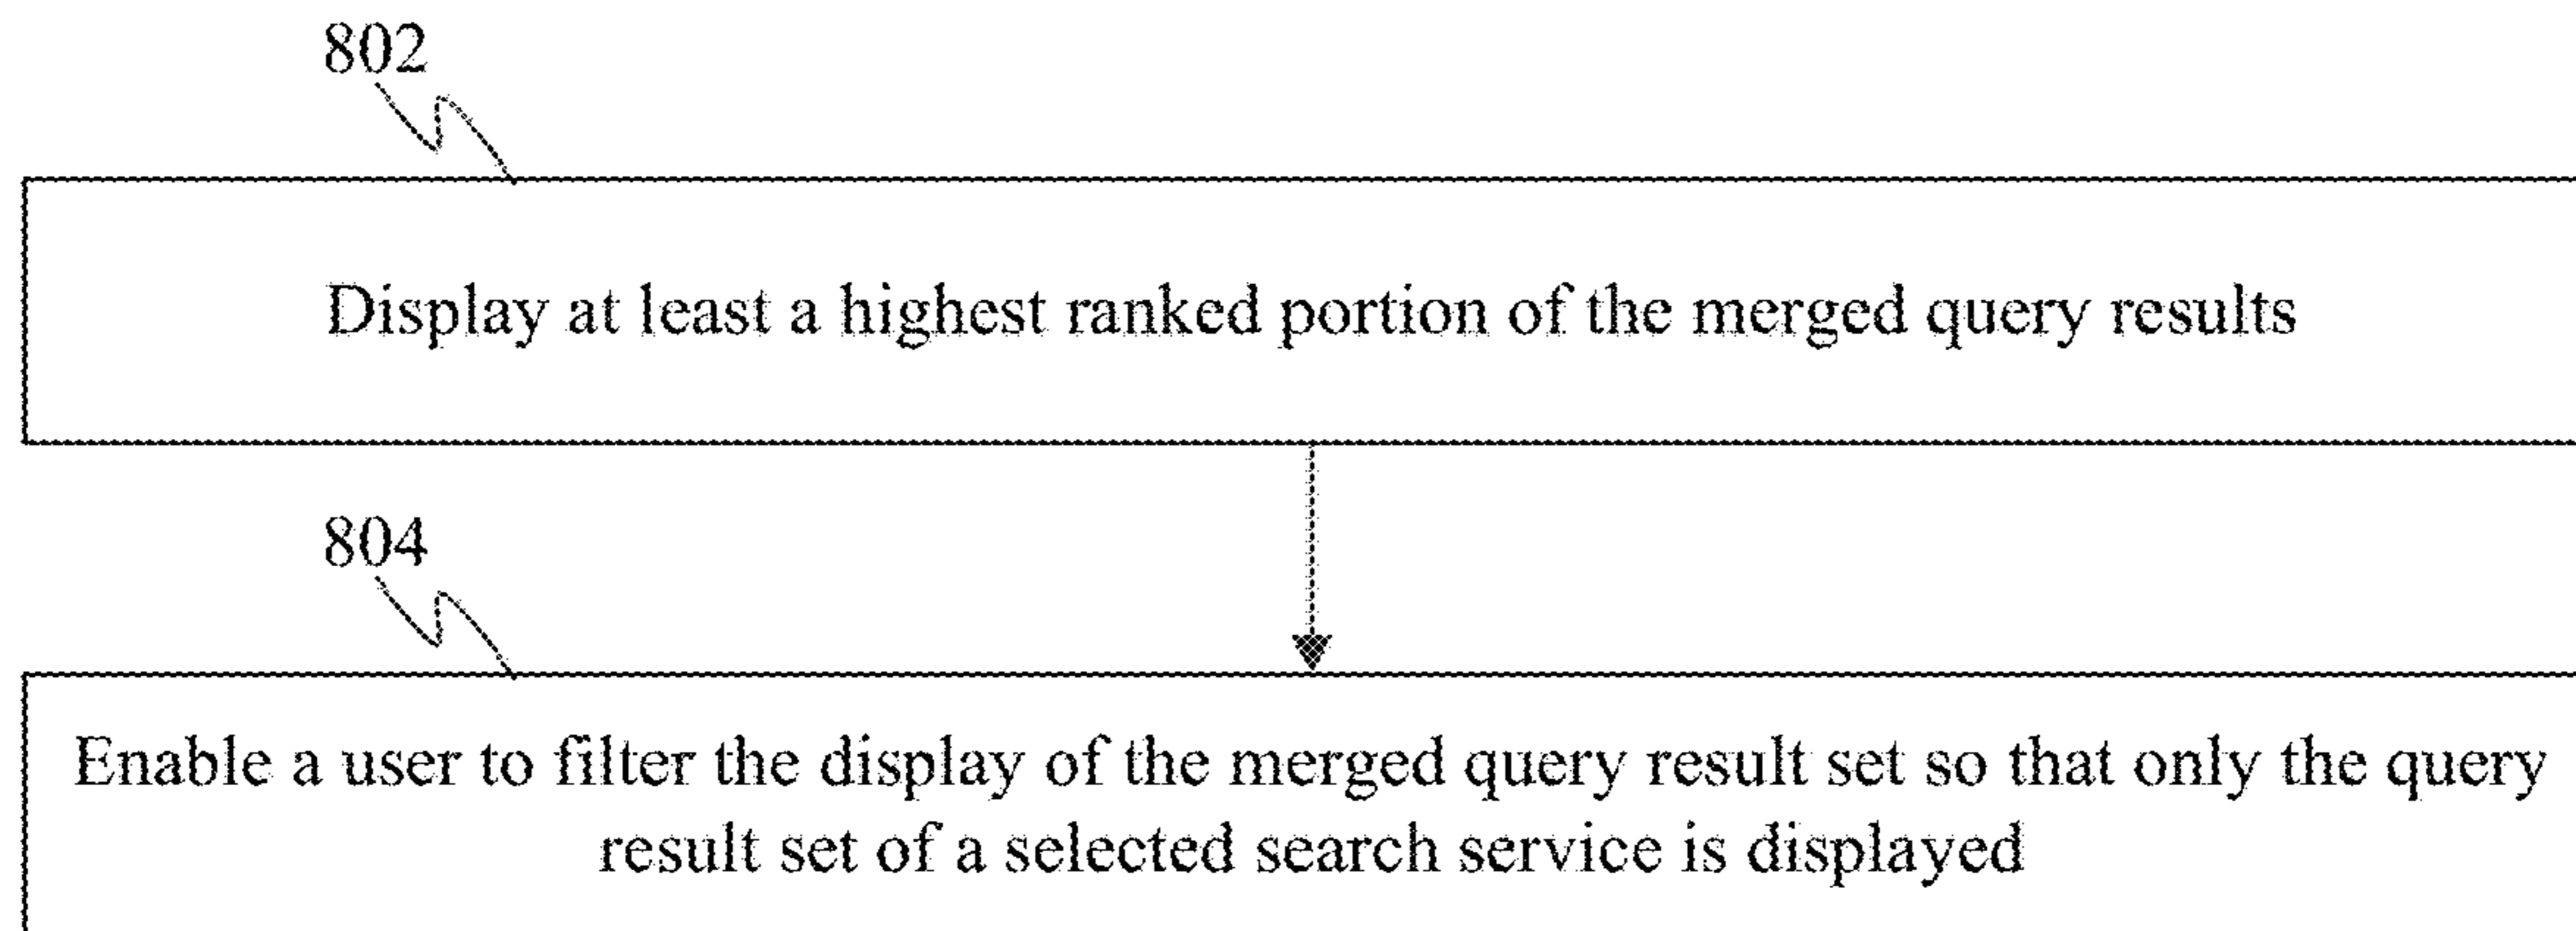 802
Display at least a highest ranked portion of the merged query results
804
Enable a user to filter the display of the merged query result set so that only the query
result set of a selected search service is displayed